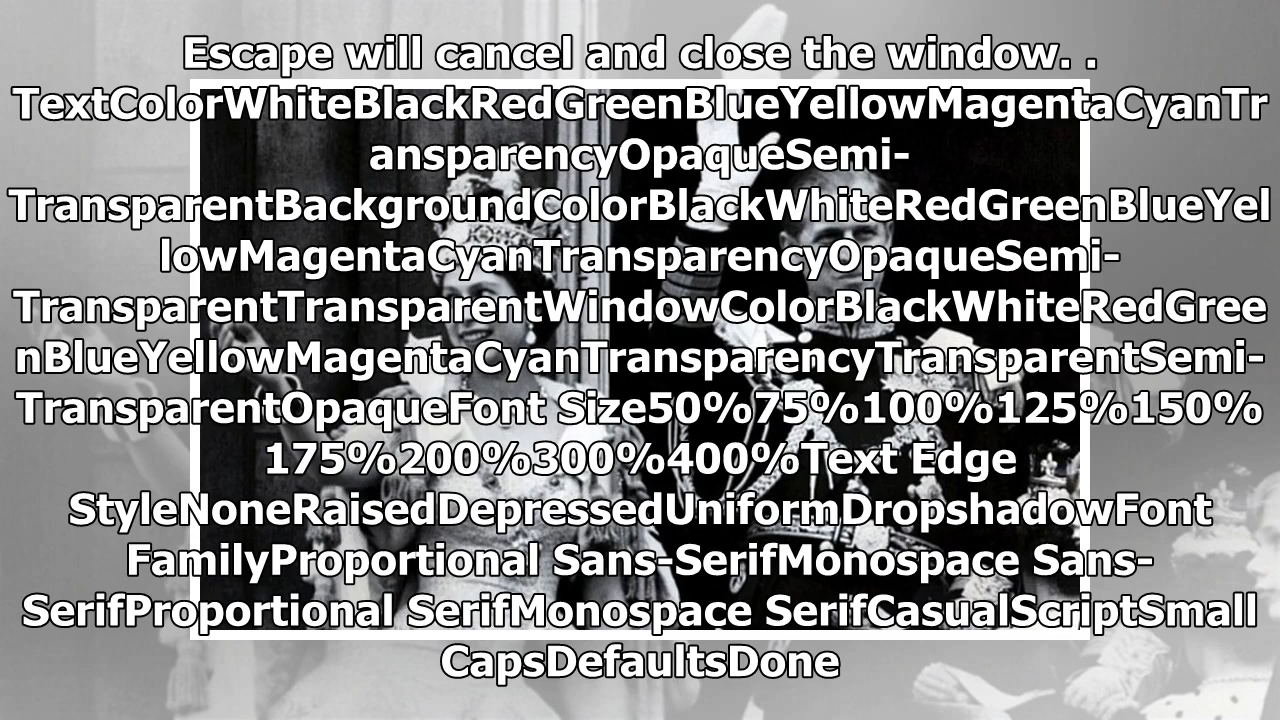 Escape will cancel and close the window. .
TextColorWhiteBlackRedGreenBlueYellowMagentaCyanTr
ansparencyOpaqueSemi-
TransparentBackgroundColorBlackWhiteRedGreenBlueYel
lowMagentaCyanTransparencyOpaqueSemi-
TransparentTransparentWindowColorBlackWhiteRedGree
nBlueYellowMagentaCyanTransparencyTransparentSemi-
TransparentOpaqueFont Size50%75%100%125%150%
175%200%300%400%Text Edge
StyleNoneRaisedDepressedUniformDropshadowFont
FamilyProportional Sans-SerifMonospace Sans-
SerifProportional SerifMonospace SerifCasualScriptSmall
CapsDefaultsDone